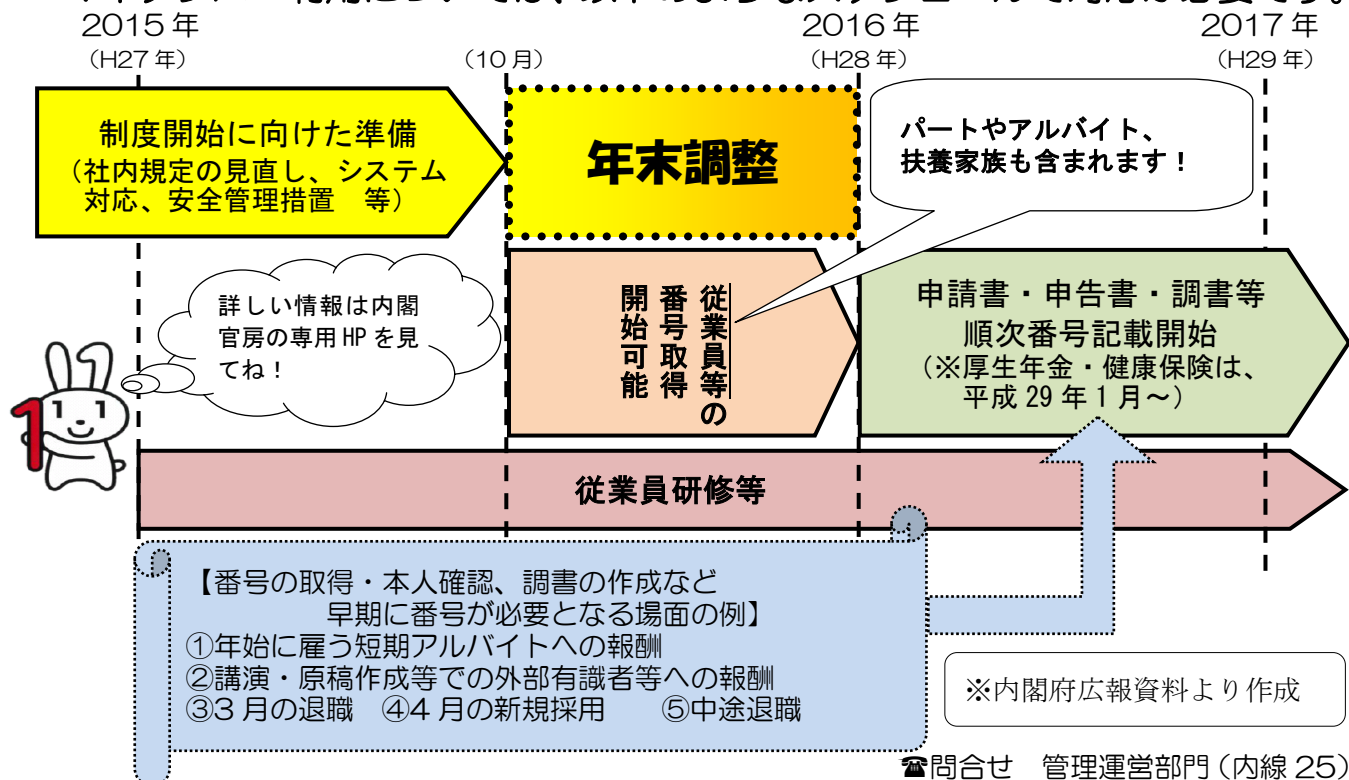 2015年
2016年
2017年
（H27年）
（10月）
（H28年）
（H29年）
制度開始に向けた準備
（社内規定の見直し、システム
対応、安全管理措置　等）
年末調整
パートやアルバイト、
扶養家族も含まれます！
詳しい情報は内閣
官房の専用HPを見
てね！
従業員等の
番号取得
開始可能
申請書・申告書・調書等
順次番号記載開始
（※厚生年金・健康保険は、
平成29年1月～）
1
従業員研修等
【番号の取得・本人確認、調書の作成など
早期に番号が必要となる場面の例】
①年始に雇う短期アルバイトへの報酬
②講演・原稿作成等での外部有識者等への報酬
③3月の退職　④4月の新規採用　　⑤中途退職
※内閣府広報資料より作成
☎問合せ　管理運営部門（内線25）